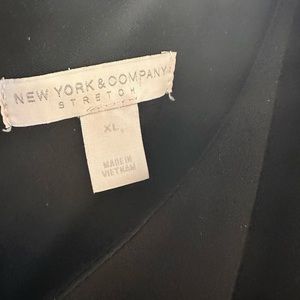 NEW YORK & COMPANY
STRETCH
XL
MADE IN
VIETNAM